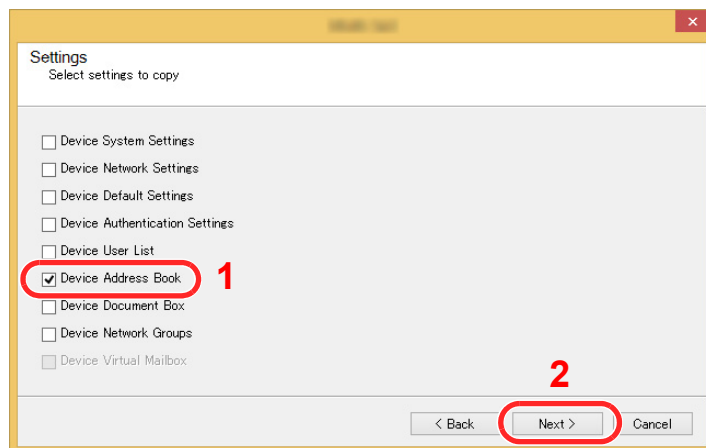 Settings
Select settings to copy
Device System Settings
Device Network Settings
Device Default Settings
Device Authentication Settings
Device User List
Device Address Book 1
Device Document Box
Device Network Groups
Device Virtual Mailbox
2
< Back Next > Cancel